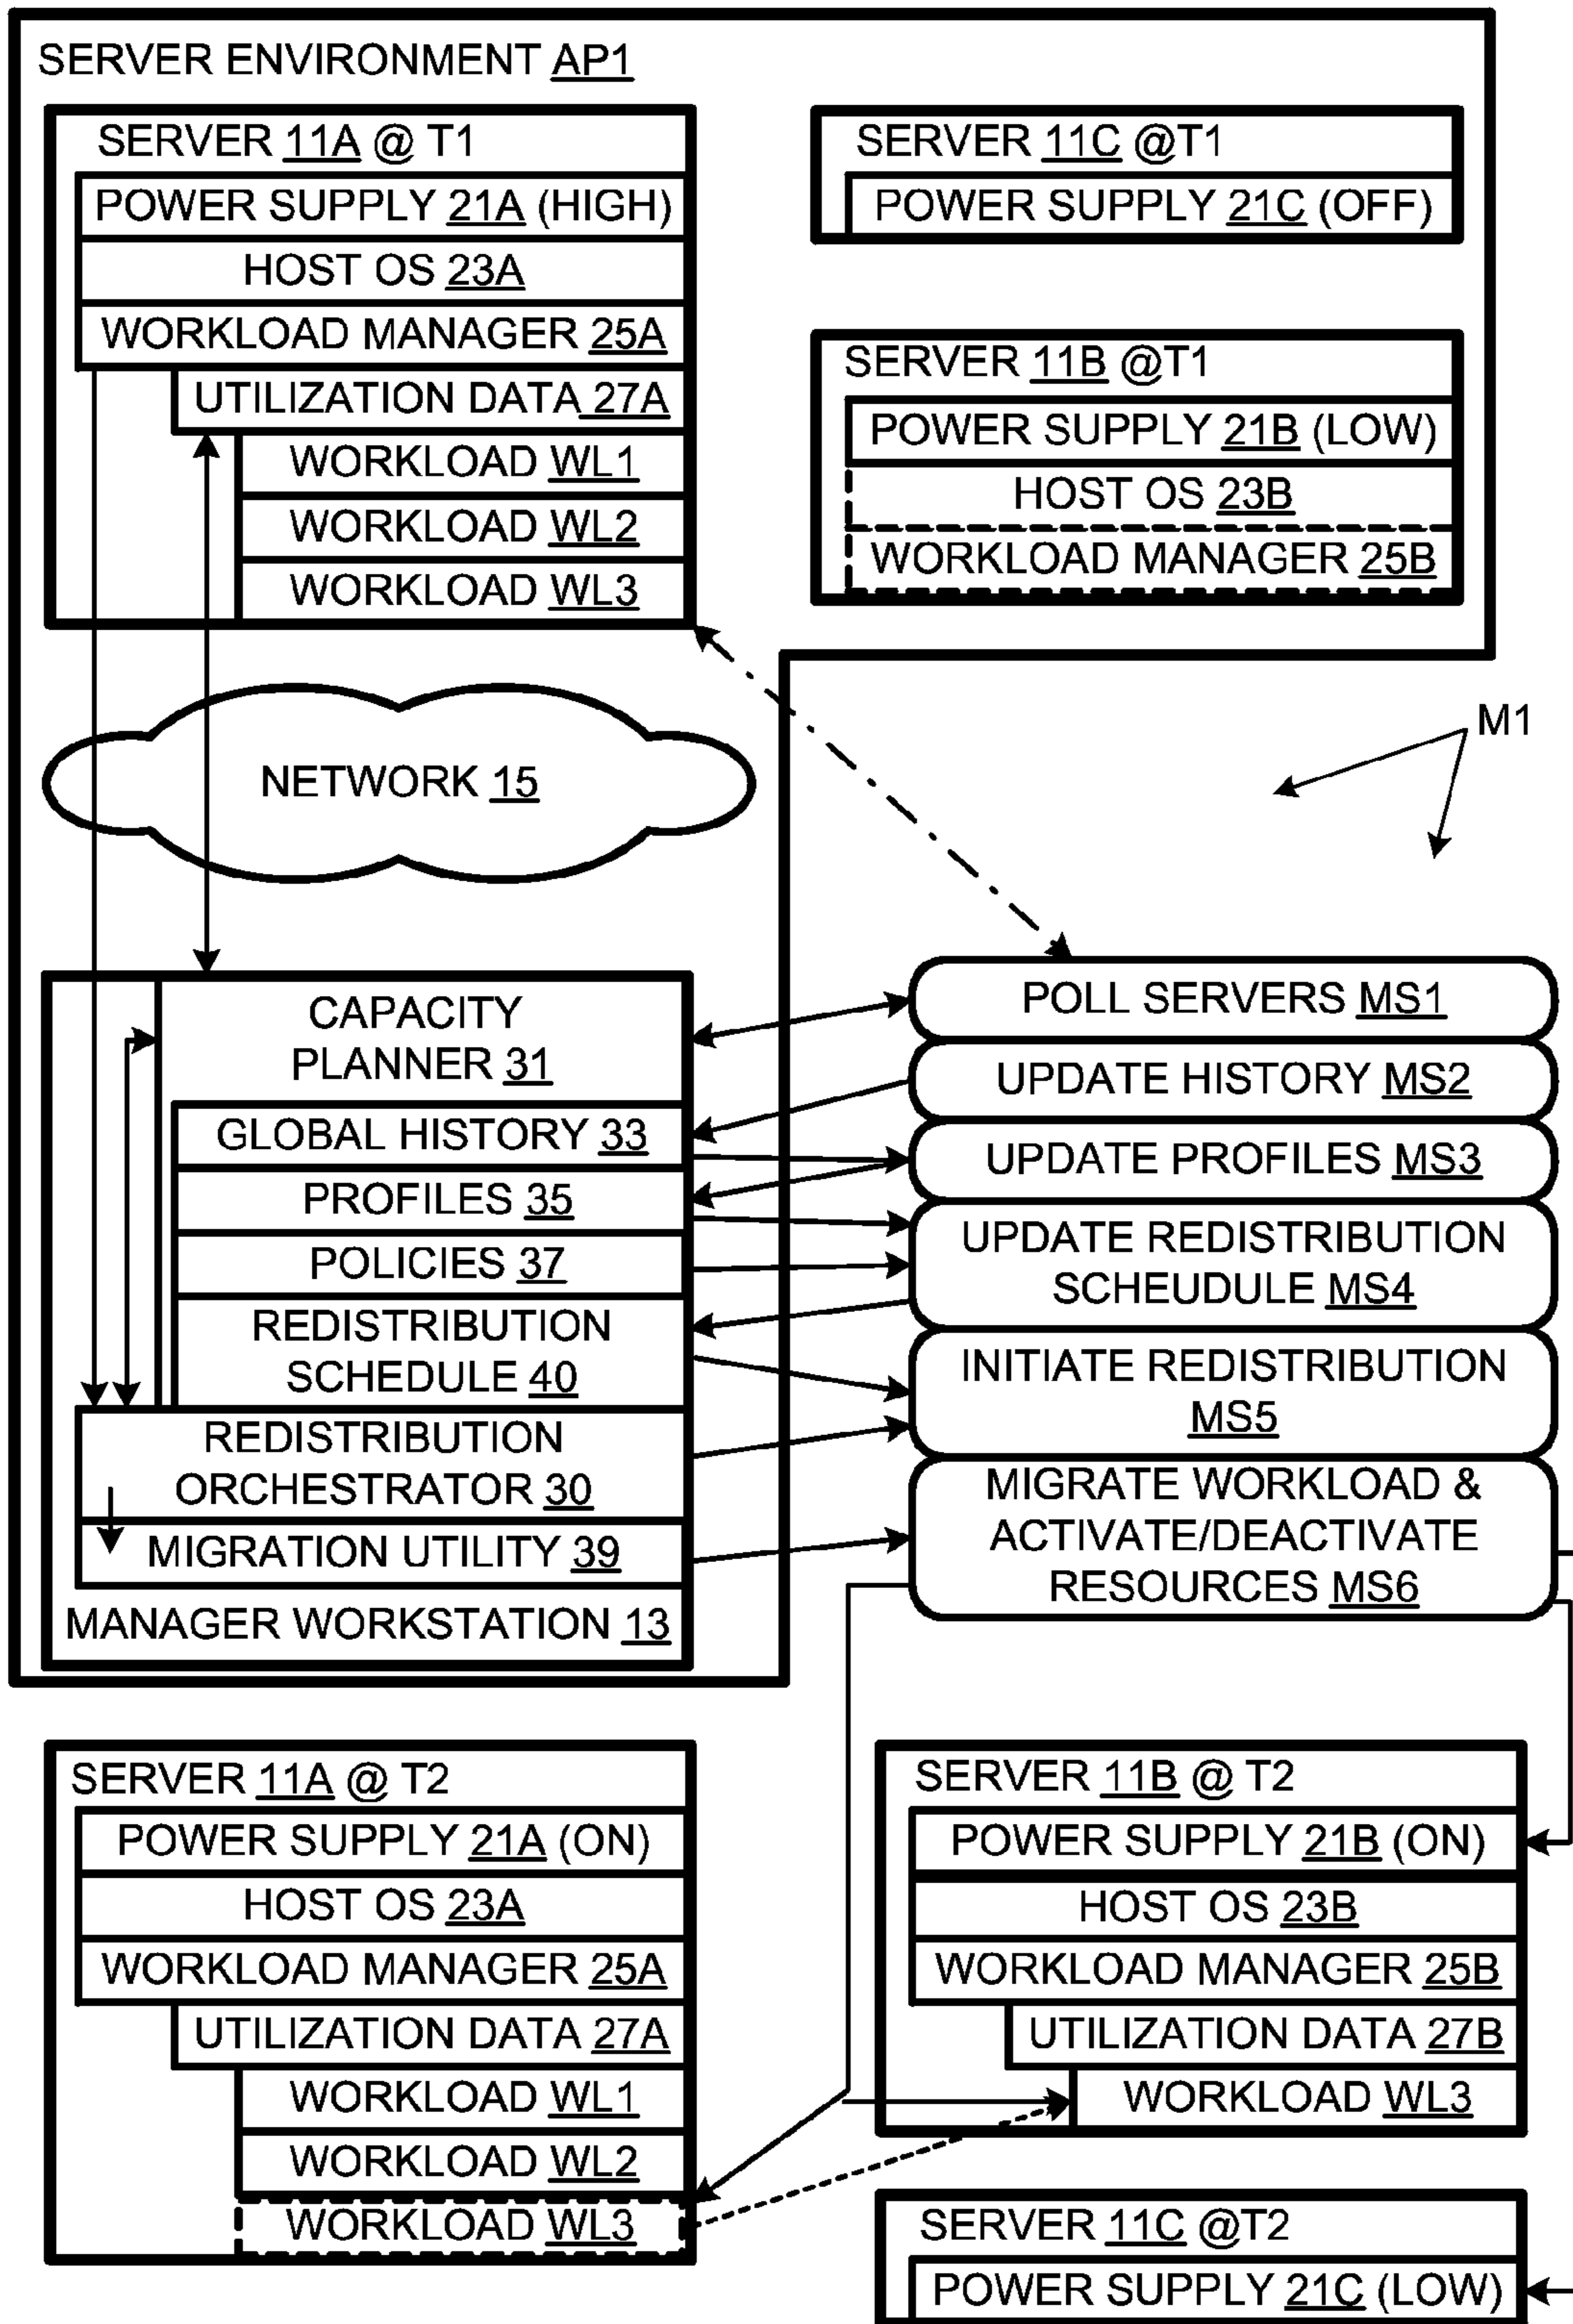 SERVER ENVIRONMENT AP1
SERVER 11A @ T1
POWER SUPPLY 21A (HIGH)
HOST OS 23A
WORKLOAD MANAGER 25A
UTILIZATION DATA 27A
WORKLOAD WL1
WORKLOAD WL2
WORKLOAD WL3
SERVER 11C @T1
POWER SUPPLY 21C (OFF)
SERVER 11B @T1
POWER SUPPLY 21B (LOW)
HOST OS 23B
WORKLOAD MANAGER 25B
NETWORK 15
M1
CAPACITY
PLANNER 31
GLOBAL HISTORY 33
PROFILES 35
POLICIES 37
REDISTRIBUTION
SCHEDULE 40
REDISTRIBUTION
ORCHESTRATOR 30
MIGRATION UTILITY 39
MANAGER WORKSTATION 13
POLL SERVERS MS1
UPDATE HISTORY MS2
UPDATE PROFILES MS3
UPDATE REDISTRIBUTION
SCHEUDULE MS4
INITIATE REDISTRIBUTION
MS5
MIGRATE WORKLOAD &
ACTIVATE/DEACTIVATE
RESOURCES MS6
SERVER 11A @ T2
POWER SUPPLY 21A (ON)
HOST OS 23A
WORKLOAD MANAGER 25A
UTILIZATION DATA 27A
WORKLOAD WL1
WORKLOAD WL2
WORKLOAD WL3
SERVER 11B @ T2
POWER SUPPLY 21B (ON)
HOST OS 23B
WORKLOAD MANAGER 25B
UTILIZATION DATA 27B
WORKLOAD WL3
SERVER 11C @T2
POWER SUPPLY 21C (LOW)